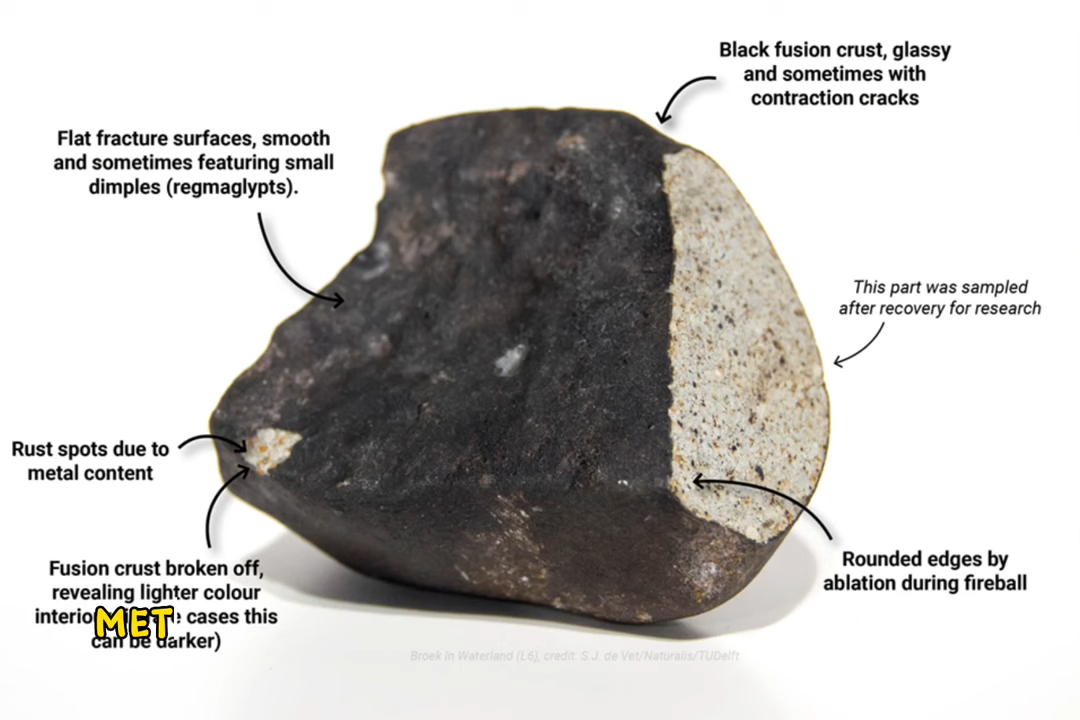 Black fusion crust, glassy
and sometimes with
contraction cracks
Flat fracture surfaces, smooth
and sometimes featuring small
dimples (regmaglypts).
This part was sampled
after recovery for research
Rust spots due to
metal content
Fusion crust broken off,
revealing lighter colour
cases this
can be darker)
MET
Rounded edges by
ablation during fireball
Broek in Waterland (L6), credit: S.J. de Vet/Naturalis/TUDelft